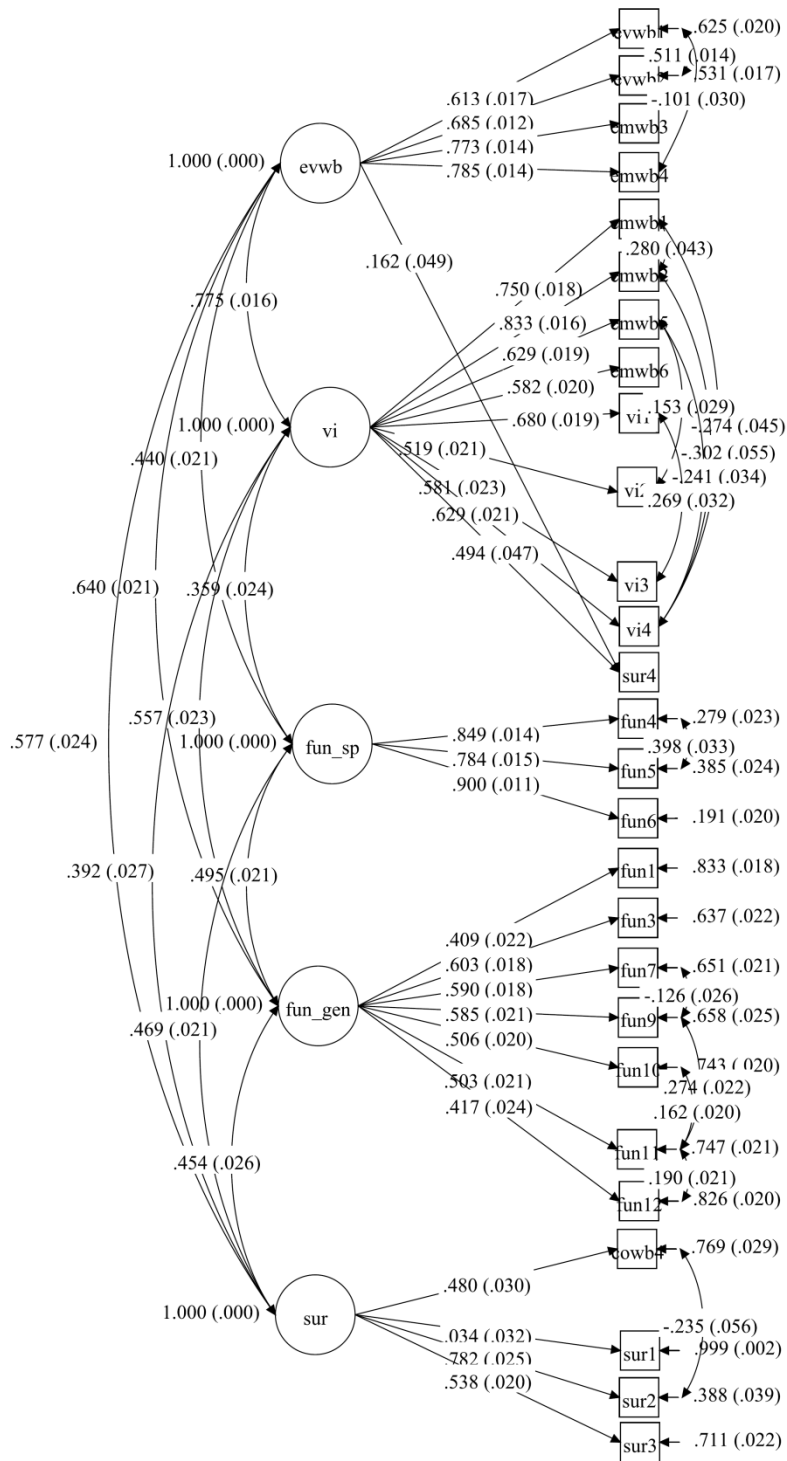 evwb1 .625 (.020)
.511 (.014)
.531 (.017)
.613 (.017)
-.101 (.030)
.685 (.012)
emwb3
.773 (.014)
1.000 (.000) evwb
.785 (.014) emwb4
emwb1
.280 (.043)
.162 (.049)
.775 (.016)
.750 (.018)
.833 (.016)
emwb5
.629 (.019)
emwb6
.582 (.020)
.153 (.029)
1.000 (.000) vi
.680 (.019) vi1
-.274 (.045)
.440 (.021)
.519 (.021)
-.302 (.055)
-.241 (.034)
.581 (.023) vi2
.269 (.032)
.629 (.021)
.494 (.047)
.640 (.021) .359 (.024)
vi3
vi4
sur4
.557 (.023)
.849 (.014) fun4 .279 (.023)
.577 (.024) 1.000 (.000) fun_sp
.784 (.015) .398 (.033)
fun5 .385 (.024)
.900 (.011)
fun6 .191 (.020)
.392 (.027) .495 (.021)
fun1 .833 (.018)
fun3 .637 (.022)
.409 (.022)
.603 (.018) fun7 .651 (.021)
.590 (.018)
-.126 (.026)
1.000 (.000) fun_gen
.585 (.021) fun9 .658 (.025)
.469 (.021)
.506 (.020)
fun10 .743 (.020)
.503 (.021)
.274 (.022)
.417 (.024)
.162 (.020)
fun11 .747 (.021)
.454 (.026)
.190 (.021)
fun12 .826 (.020)
cowb4 .769 (.029)
.480 (.030)
1.000 (.000) sur
-.235 (.056)
.034 (.032) sur1 .999 (.002)
.782 (.025)
.538 (.020) sur2 .388 (.039)
sur3 .711 (.022)